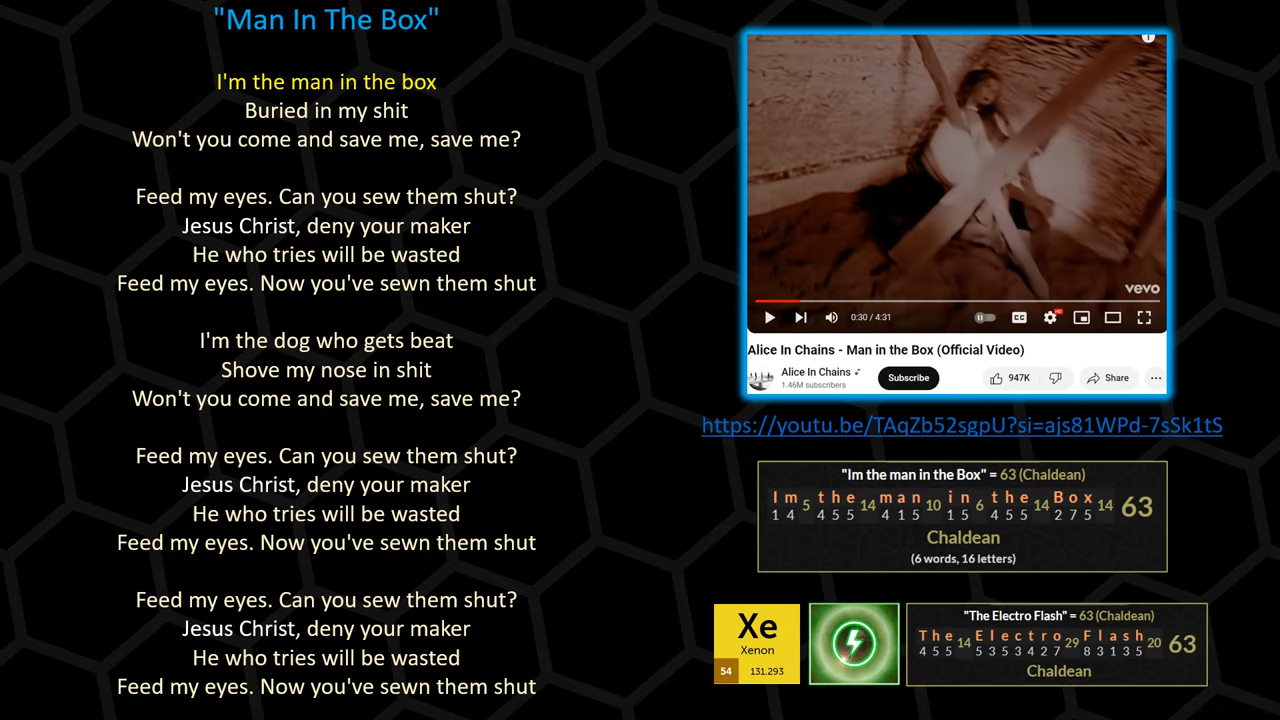 "Man In The Box"
I'm the man in the box
Buried in my shit
Won't you come and save me, save me?
Feed my eyes. Can you sew them shut?
Jesus Christ, deny your maker
He who tries will be wasted
Feed my eyes. Now you've sewn them shut
I'm the dog who gets beat
Shove my nose in shit
Won't you come and save me, save me?
Feed my eyes. Can you sew them shut?
Jesus Christ, deny your maker
He who tries will be wasted
Feed my eyes. Now you've sewn them shut
Feed my eyes. Can you sew them shut?
Jesus Christ, deny your maker
He who tries will be wasted
Feed my eyes. Now you've sewn them shut
vevo
0:30 / 4:31
CC
HD
Alice In Chains - Man in the Box (Official Video)
Alice In Chains
1.46M subscribers
Subscribe
947K
Share
https://youtu.be/TAqZb52sgpU?si=ajs81WPd-7sSk1tS
"Im the man in the Box" = 63 (Chaldean)
I m 5 t h e 14 m a n 10 i n 6 t h e 14 B o x 14 63
1 4 4 5 5 4 1 5 1 5 4 5 5 2 7 5
Chaldean
(6 words, 16 letters)
Xe
Xenon
54 131.293
"The Electro Flash" = 63 (Chaldean)
T h e 14 E l e c t r o 29 F l a s h 20 63
4 5 5 5 3 5 3 4 2 7 8 3 1 3 5
Chaldean